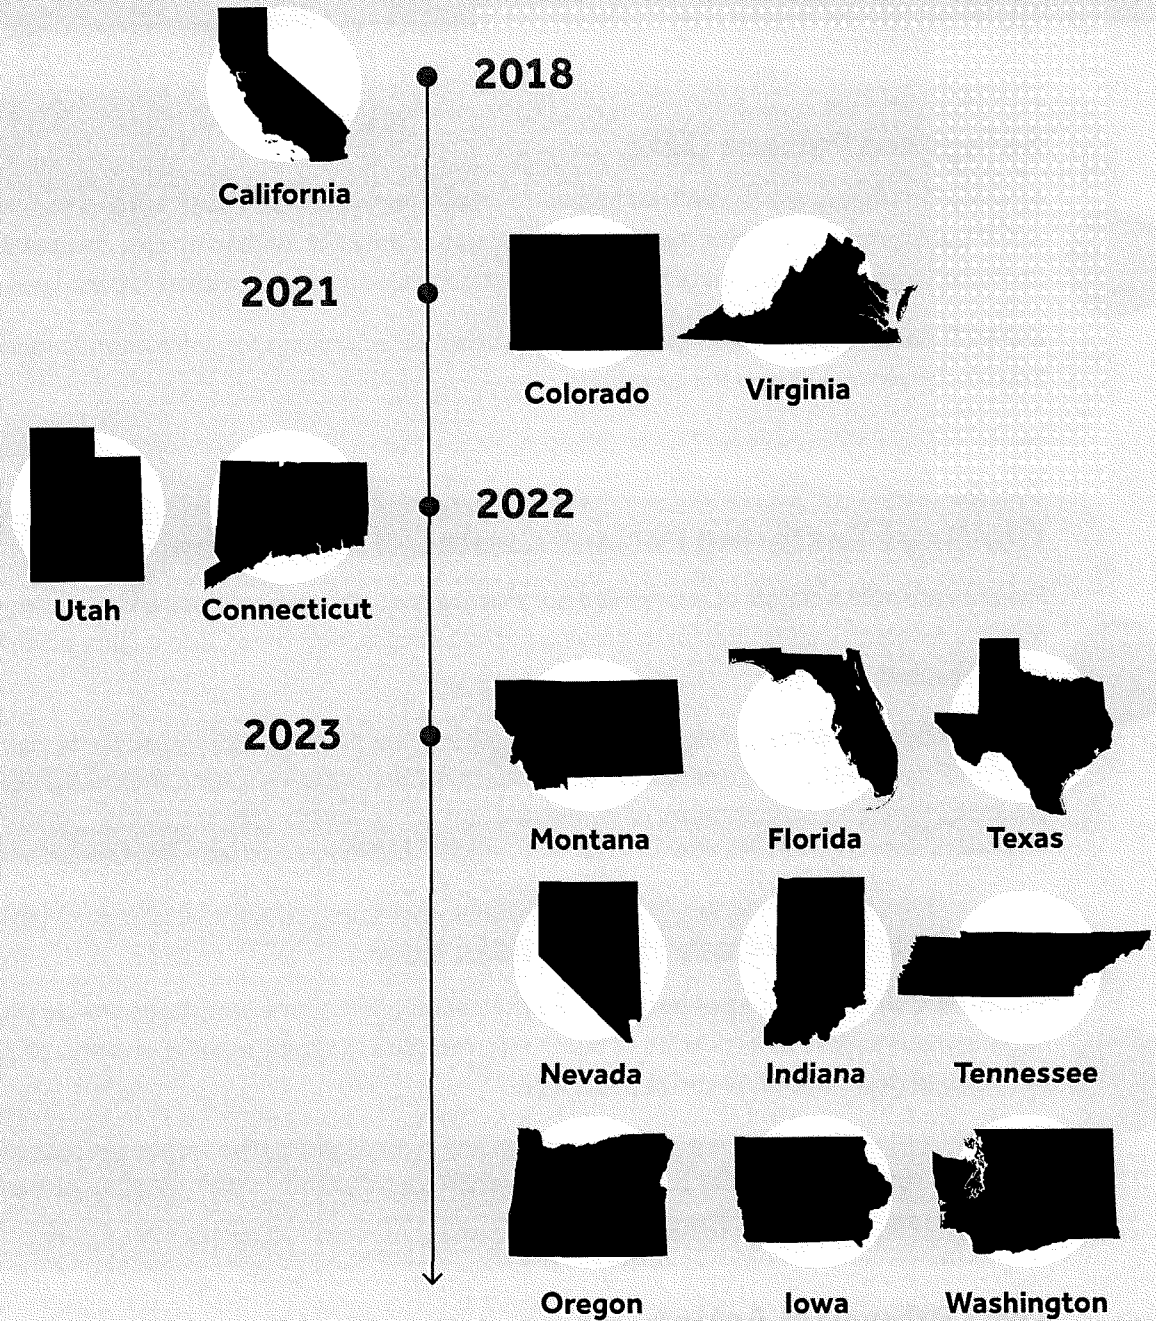 2018
California
2021
Colorado
Virginia
2022
Utah
Connecticut
2023
Montana
Florida
Texas
Nevada
Indiana
Tennessee
Oregon
Iowa
Washington